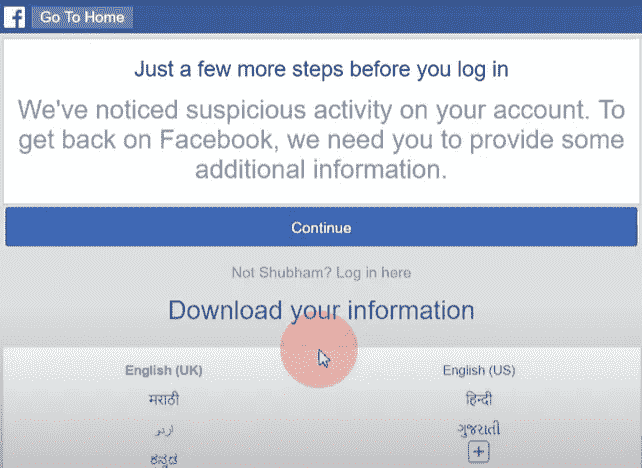 f Go To Home
Just a few more steps before you log in
We've noticed suspicious activity on your account. To
get back on Facebook, we need you to provide some
additional information.
Continue
Not Shubham? Log in here
Download your information
English (UK) English (US)
मराठी हिन्दी
اردو ગુજરાતી
ಕನ್ನಡ +